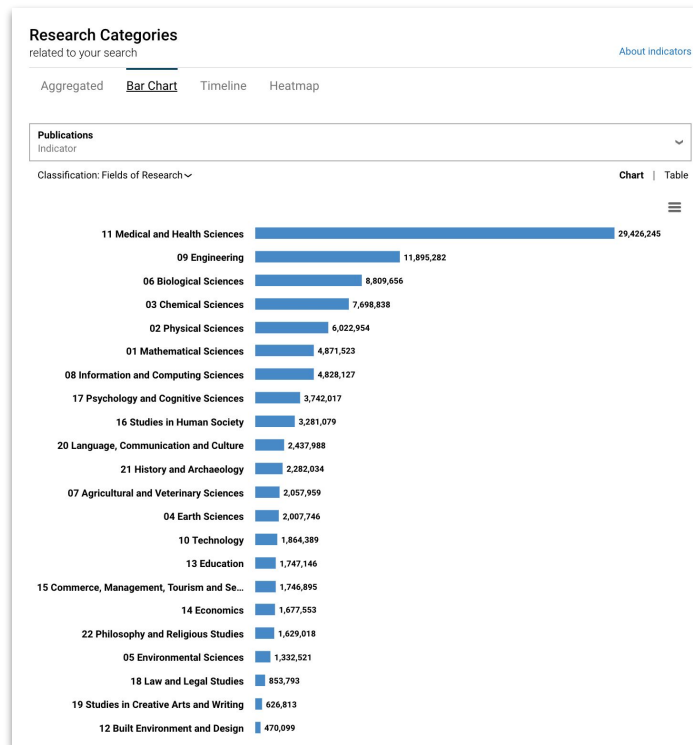 Research Categories
related to your search
About indicators
Aggregated Bar Chart Timeline Heatmap
Publications
Indicator
Classification: Fields of Research
Chart | Table
11 Medical and Health Sciences 29,426,245
09 Engineering 11,895,282
06 Biological Sciences 8,809,656
03 Chemical Sciences 7,698,838
02 Physical Sciences 6,022,954
01 Mathematical Sciences 4,871,523
08 Information and Computing Sciences 4,828,127
17 Psychology and Cognitive Sciences 3,742,017
16 Studies in Human Society 3,281,079
20 Language, Communication and Culture 2,437,988
21 History and Archaeology 2,282,034
07 Agricultural and Veterinary Sciences 2,057,959
04 Earth Sciences 2,007,746
10 Technology 1,864,389
13 Education 1,747,146
15 Commerce, Management, Tourism and Se... 1,746,895
14 Economics 1,677,553
22 Philosophy and Religious Studies 1,629,018
05 Environmental Sciences 1,332,521
18 Law and Legal Studies 853,793
19 Studies in Creative Arts and Writing 626,813
12 Built Environment and Design 470,099